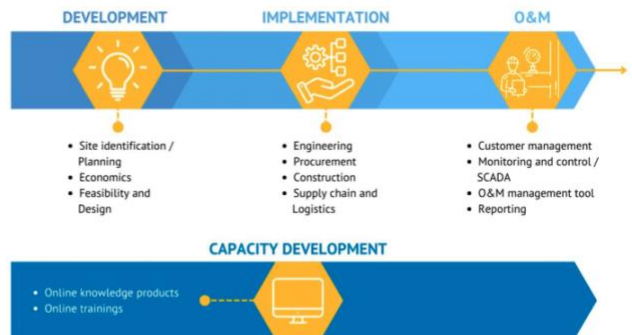 DEVELOPMENT
IMPLEMENTATION
O&M
• Site identification /
Planning
• Economics
• Feasibility and
Design
• Engineering
• Procurement
• Construction
• Supply chain and
Logistics
• Customer management
• Monitoring and control /
SCADA
• O&M management tool
• Reporting
CAPACITY DEVELOPMENT
• Online knowledge products
• Online trainings